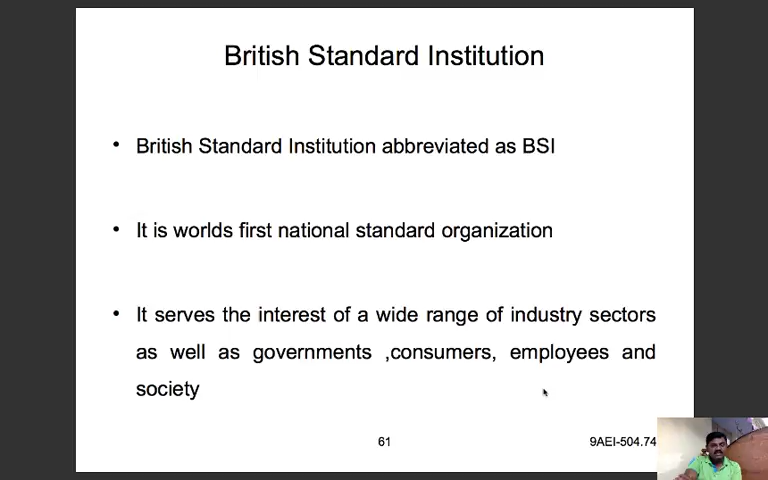 British Standard Institution
• British Standard Institution abbreviated as BSI
• It is worlds first national standard organization
• It serves the interest of a wide range of industry sectors
as well as governments ,consumers, employees and
society
61
9AEI-504.74